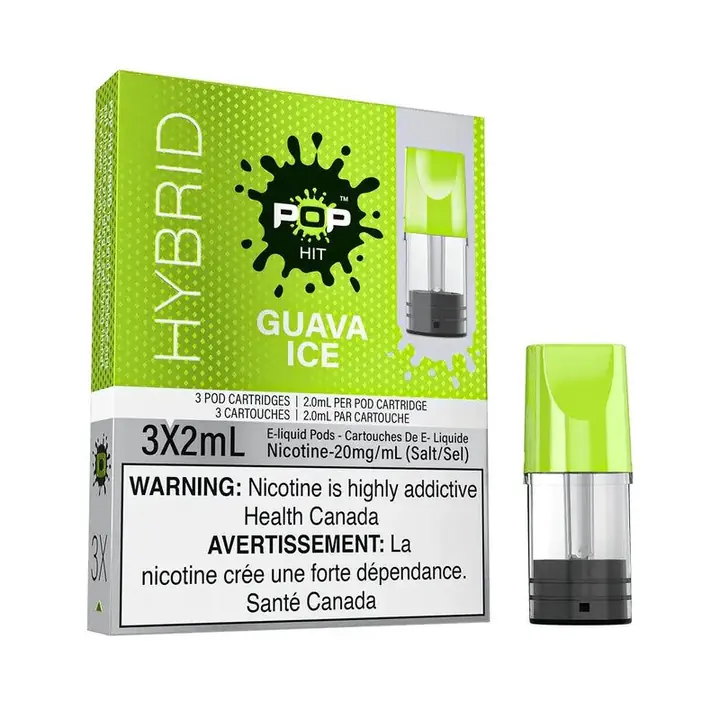 HYBRID
POP™
HIT
GUAVA
ICE
3 POD CARTRIDGES | 2.0mL PER POD CARTRIDGE
3 CARTOUCHES | 2.0mL PAR CARTOUCHE
3X2mL
E-liquid Pods - Cartouches De E- Liquide
Nicotine-20mg/mL (Salt/Sel)
WARNING: Nicotine is highly addictive
Health Canada
AVERTISSEMENT: La
nicotine crée une forte dépendance.
Santé Canada
3X